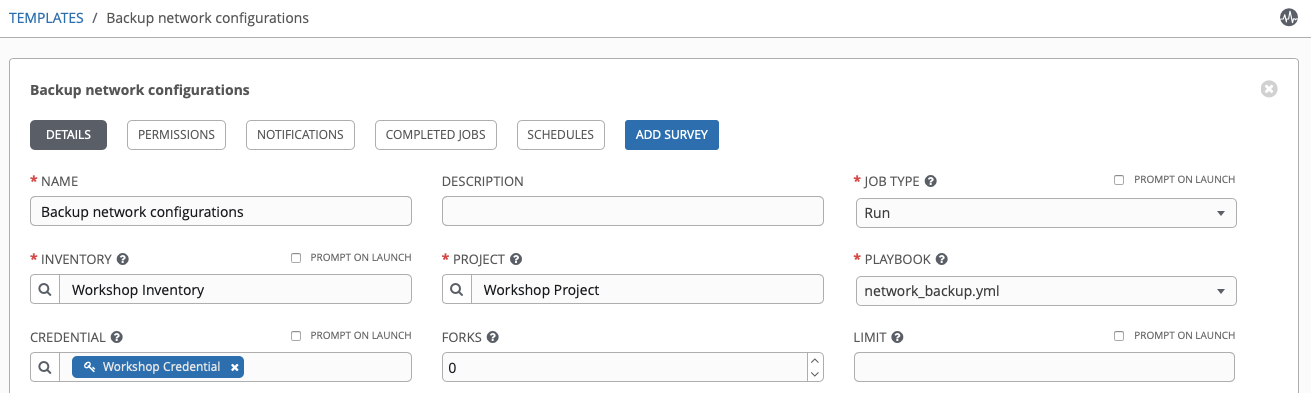 TEMPLATES / Backup network configurations
Backup network configurations
DETAILS PERMISSIONS NOTIFICATIONS COMPLETED JOBS SCHEDULES ADD SURVEY
* NAME DESCRIPTION * JOB TYPE ? PROMPT ON LAUNCH
Backup network configurations Run
* INVENTORY ? PROMPT ON LAUNCH * PROJECT ? * PLAYBOOK ?
Workshop Inventory Workshop Project network_backup.yml
CREDENTIAL ? PROMPT ON LAUNCH FORKS ? LIMIT ? PROMPT ON LAUNCH
Workshop Credential 0